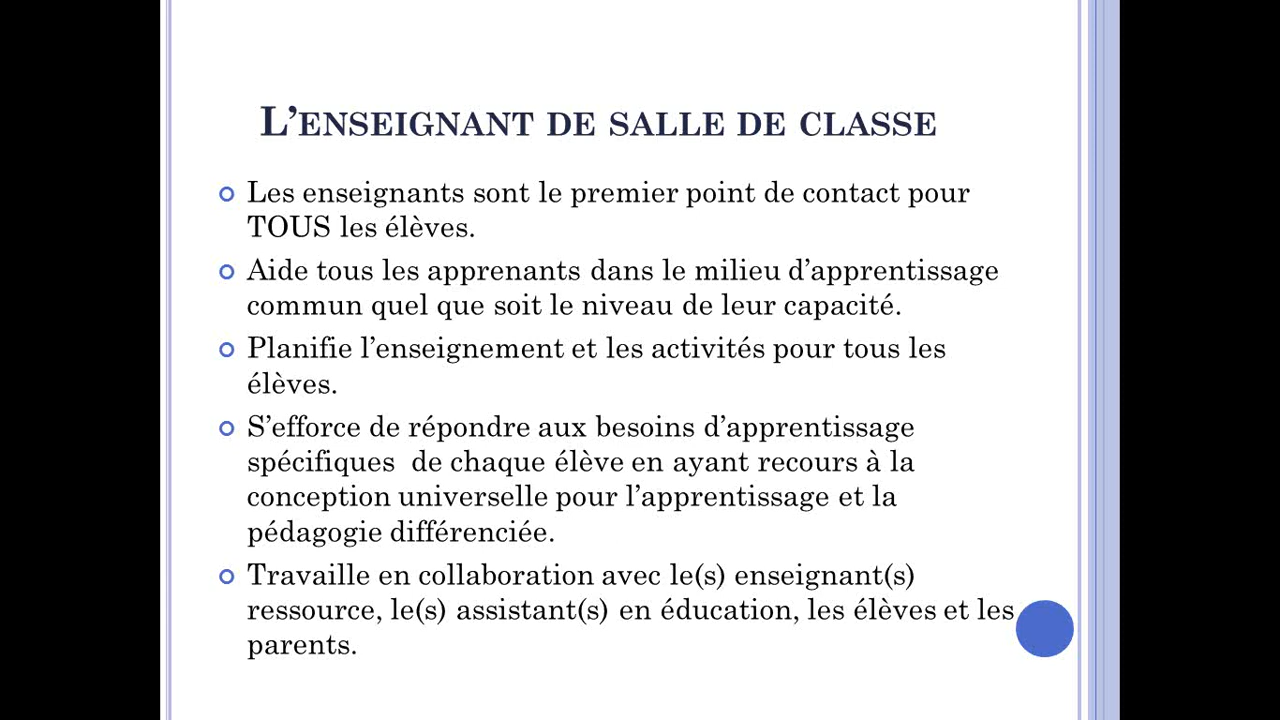 L’ENSEIGNANT DE SALLE DE CLASSE
Les enseignants sont le premier point de contact pour
TOUS les élèves.
Aide tous les apprenants dans le milieu d’apprentissage
commun quel que soit le niveau de leur capacité.
Planifie l’enseignement et les activités pour tous les
élèves.
S’efforce de répondre aux besoins d’apprentissage
spécifiques  de chaque élève en ayant recours à la
conception universelle pour l’apprentissage et la
pédagogie différenciée.
Travaille en collaboration avec le(s) enseignant(s)
ressource, le(s) assistant(s) en éducation, les élèves et les
parents.